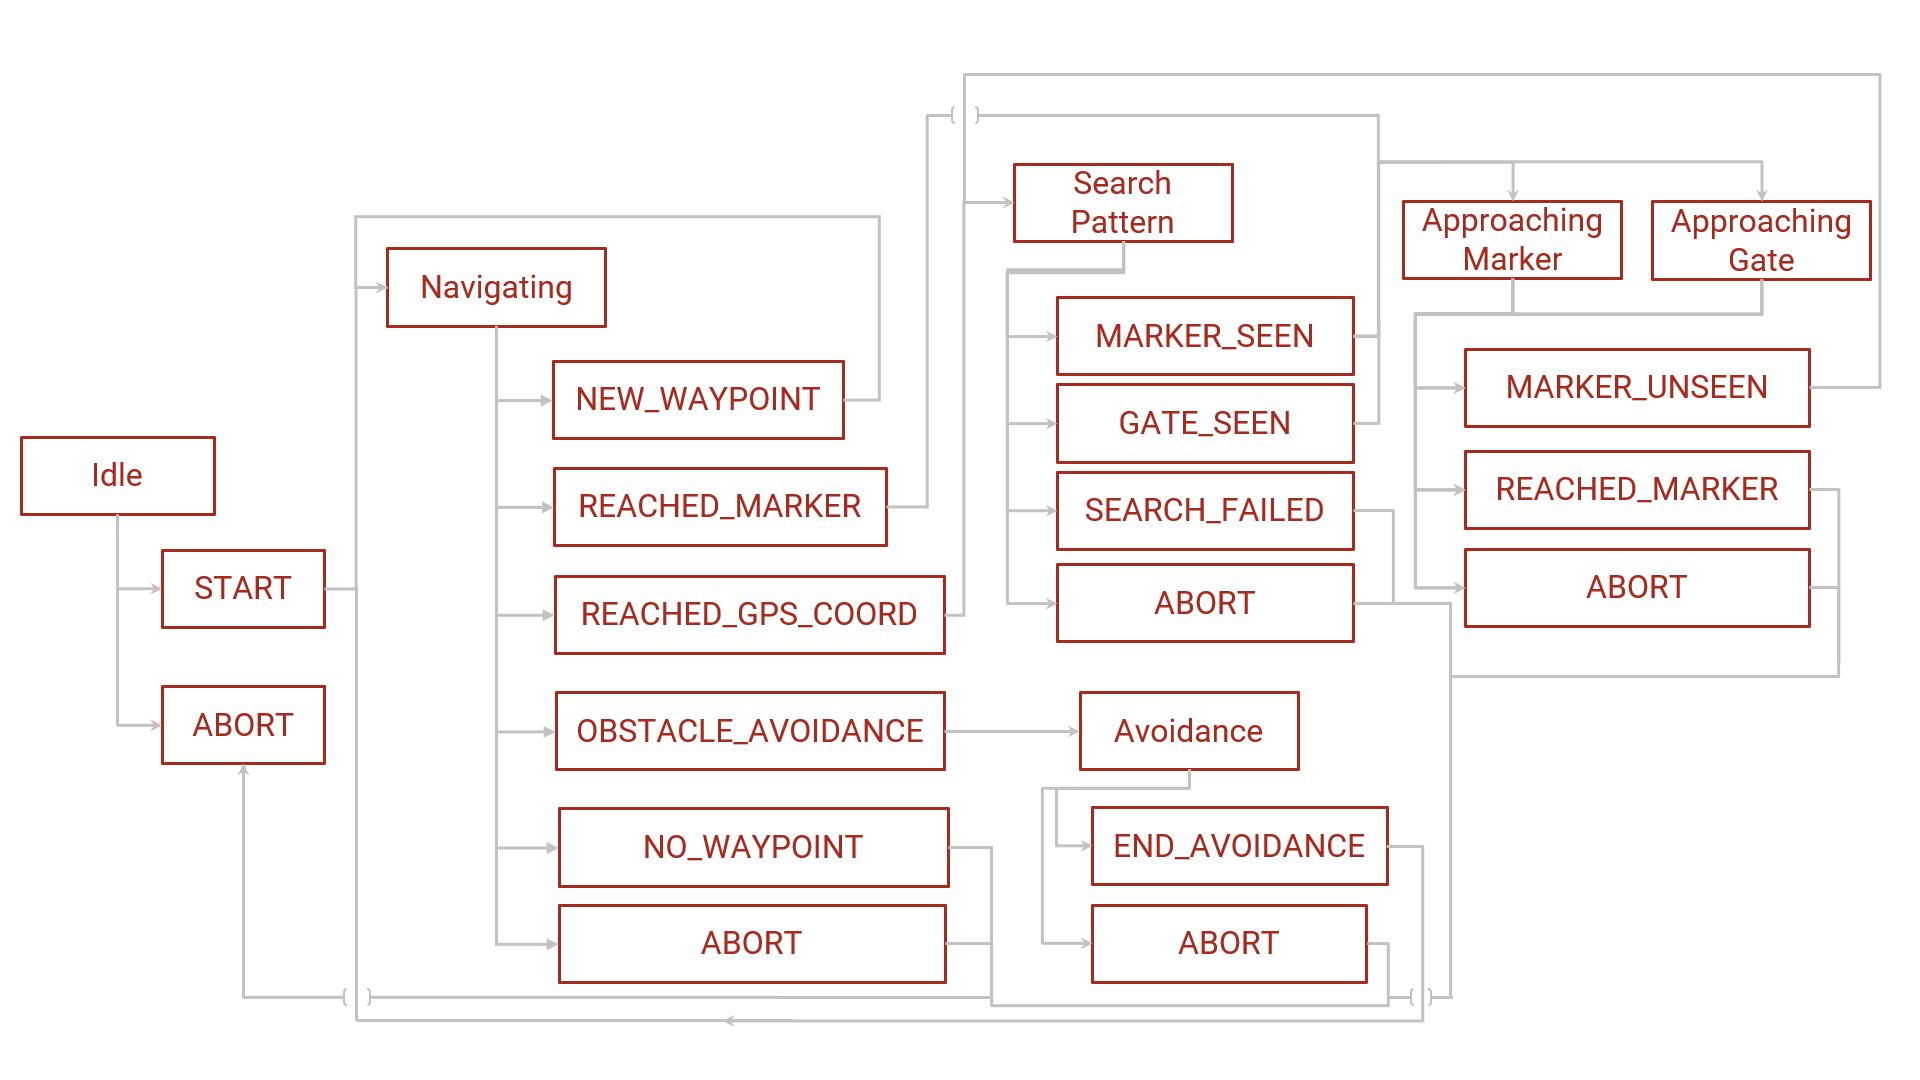 Idle
START
ABORT
Navigating
NEW_WAYPOINT
REACHED_MARKER
REACHED_GPS_COORD
OBSTACLE_AVOIDANCE
NO_WAYPOINT
ABORT
Search
Pattern
MARKER_SEEN
GATE_SEEN
SEARCH_FAILED
ABORT
Avoidance
END_AVOIDANCE
ABORT
Approaching
Marker
Approaching
Gate
MARKER_UNSEEN
REACHED_MARKER
ABORT